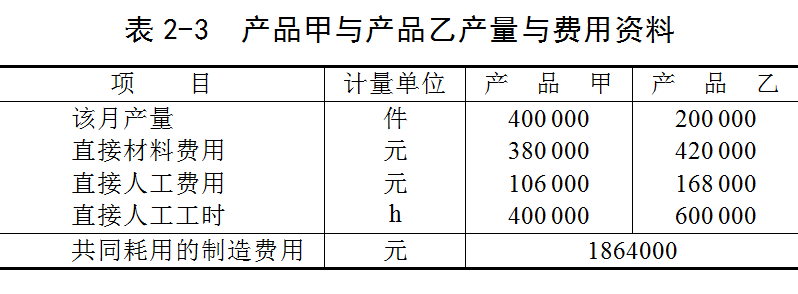 表 2-3 产品甲与产品乙产量与费用资料
项 目 计量单位 产 品 甲 产 品 乙
该月产量 件 400 000 200 000
直接材料费用 元 380 000 420 000
直接人工费用 元 106 000 168 000
直接人工工时 h 400 000 600 000
共同耗用的制造费用 元 1864000